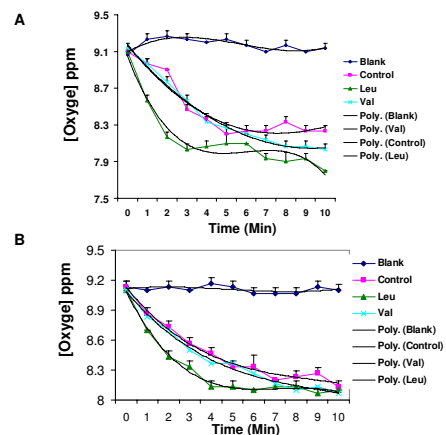 A
[Oxyge] ppm
9.5
9.1
8.7
8.3
7.9
7.5
0 1 2 3 4 5 6 7 8 9 10
Time (Min)
Blank
Control
Leu
Val
Poly. (Blank)
Poly. (Val)
Poly. (Control)
Poly. (Leu)
B
[Oxyge] ppm
9.5
9.2
8.9
8.6
8.3
8
0 1 2 3 4 5 6 7 8 9 10
Time (Min)
Blank
Control
Leu
Val
Poly. (Blank)
Poly. (Control)
Poly. (Val)
Poly. (Leu)